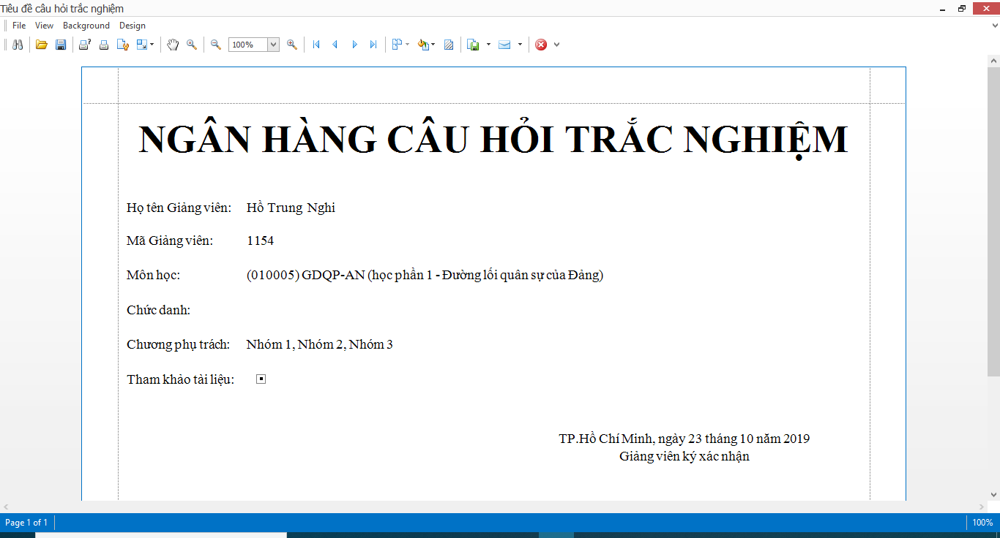 Tiêu đề câu hỏi trắc nghiệm
File View Background Design
100%
NGÂN HÀNG CÂU HỎI TRẮC NGHIỆM
Họ tên Giảng viên: Hồ Trung Nghi
Mã Giảng viên: 1154
Môn học: (010005) GDQP-AN (học phần 1 - Đường lối quân sự của Đảng)
Chức danh:
Chương phụ trách: Nhóm 1, Nhóm 2, Nhóm 3
Tham khảo tài liệu:
TP.Hồ Chí Minh, ngày 23 tháng 10 năm 2019
Giảng viên ký xác nhận
Page 1 of 1 100%